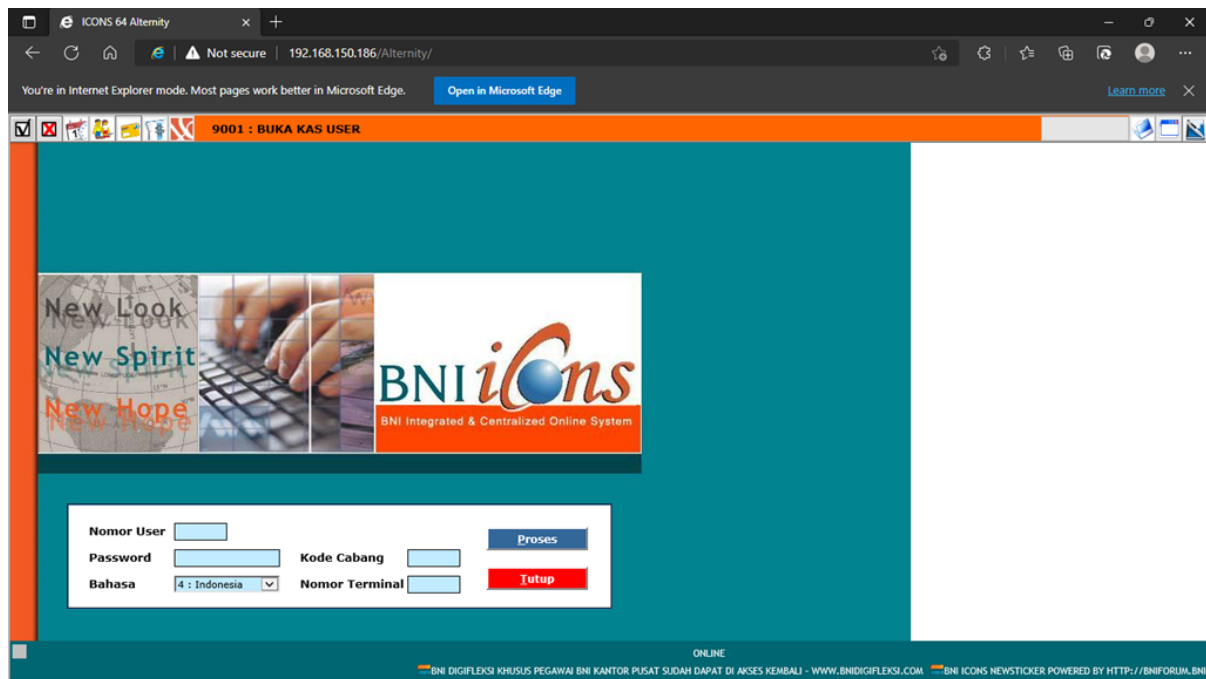 ICONS 64 Alternity
Not secure 192.168.150.186/Alternity/
You're in Internet Explorer mode. Most pages work better in Microsoft Edge. Open in Microsoft Edge Learn more
9001 : BUKA KAS USER
New Look
New Spirit
New Hope
BNI iCons
BNI Integrated & Centralized Online System
Nomor User
Proses
Password Kode Cabang
Bahasa 4 : Indonesia Nomor Terminal
Tutup
ONLINE
BNI DIGIFLEKSI KHUSUS PEGAWAI BNI KANTOR PUSAT SUDAH DAPAT DI AKSES KEMBALI - WWW.BNIDIGIFLEKSI.COM BNI ICONS NEWSTICKER POWERED BY HTTP://BNIFORUM.BNI